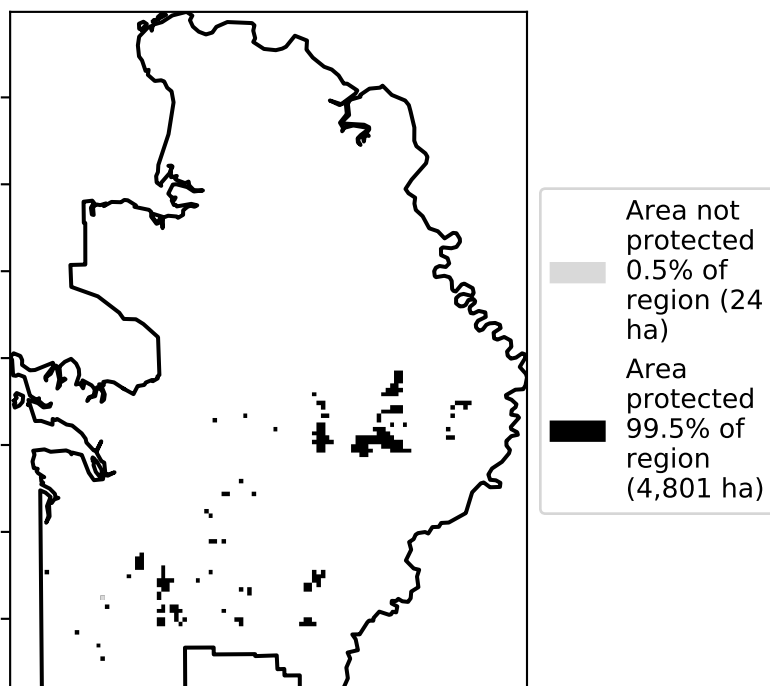 Area not
protected
0.5% of
region (24
ha)
Area
protected
99.5% of
region
(4,801 ha)